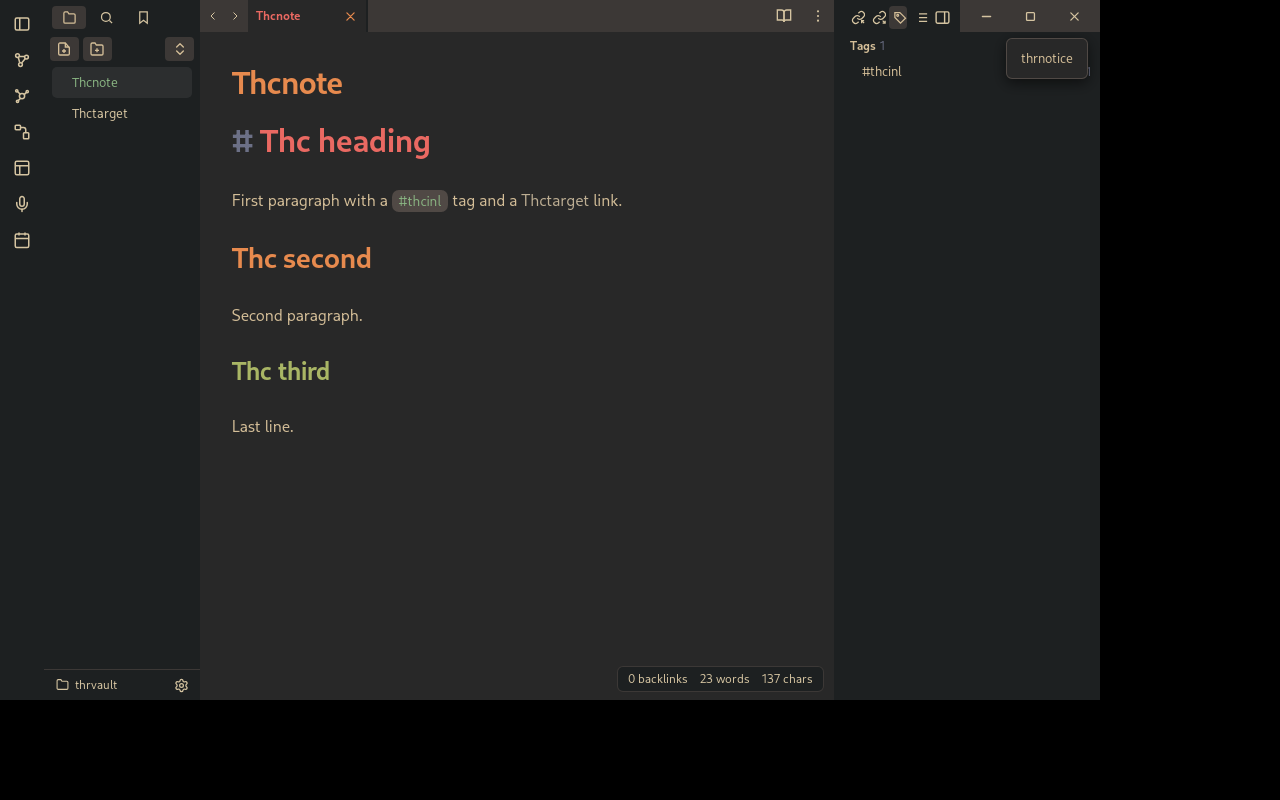 Thcnote
Tags 1
thrnotice
#thcinl
Thcnote
Thctarget
Thcnote
# Thc heading
First paragraph with a #thcinl tag and a Thctarget link.
Thc second
Second paragraph.
Thc third
Last line.
thrvault
0 backlinks 23 words 137 chars